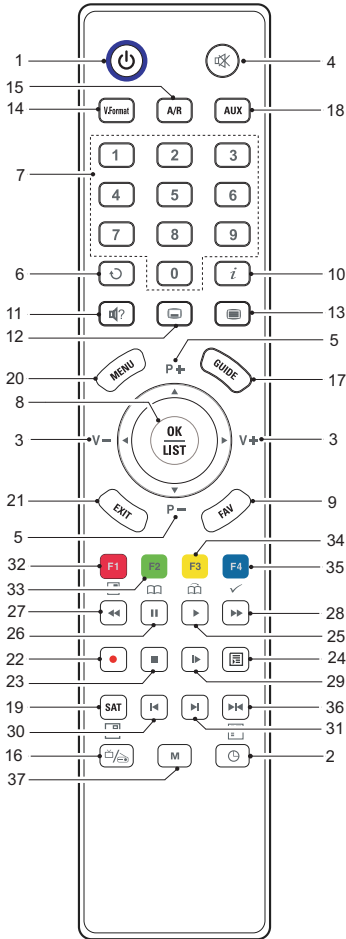 1
4
15
14
V.Format
A/R
AUX
18
7
1
2
3
4
5
6
7
8
9
6
0
i
10
11
?
13
12
P+
5
20
MENU
GUIDE
17
8
3
V-
OK
LIST
V+
3
21
EXIT
FAV
9
5
P-
34
32
F1
F2
F3
F4
35
33
27
28
26
25
22
24
23
29
19
SAT
36
30
31
16
M
2
37